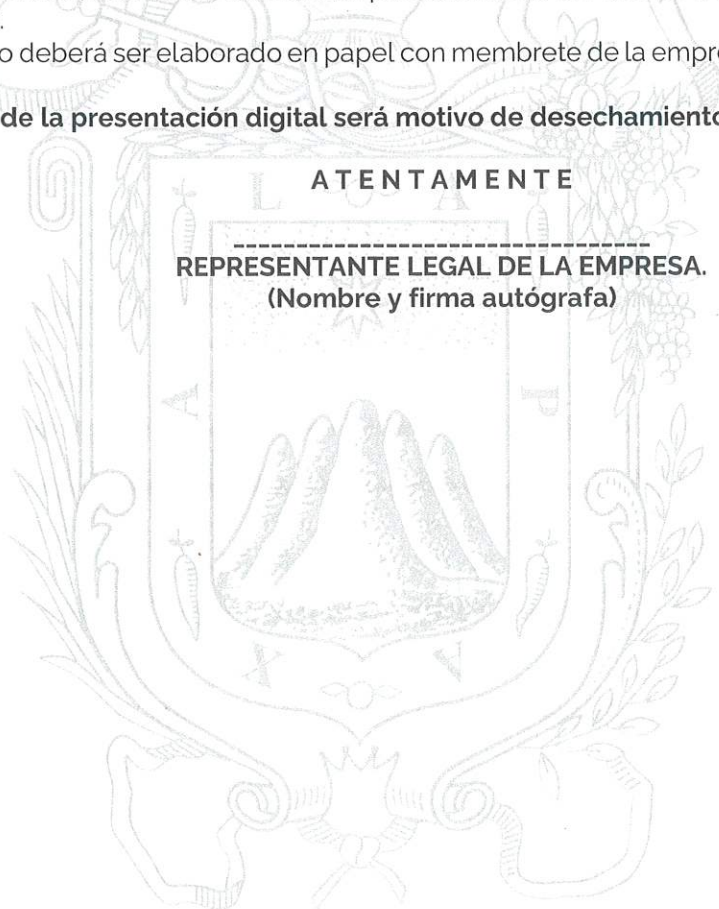 .
o deberá ser elaborado en papel con membrete de la empre
de la presentación digital será motivo de desechamiento
A T E N T A M E N T E
---------------------------------
REPRESENTANTE LEGAL DE LA EMPRESA.
(Nombre y firma autógrafa)
X A L A P A